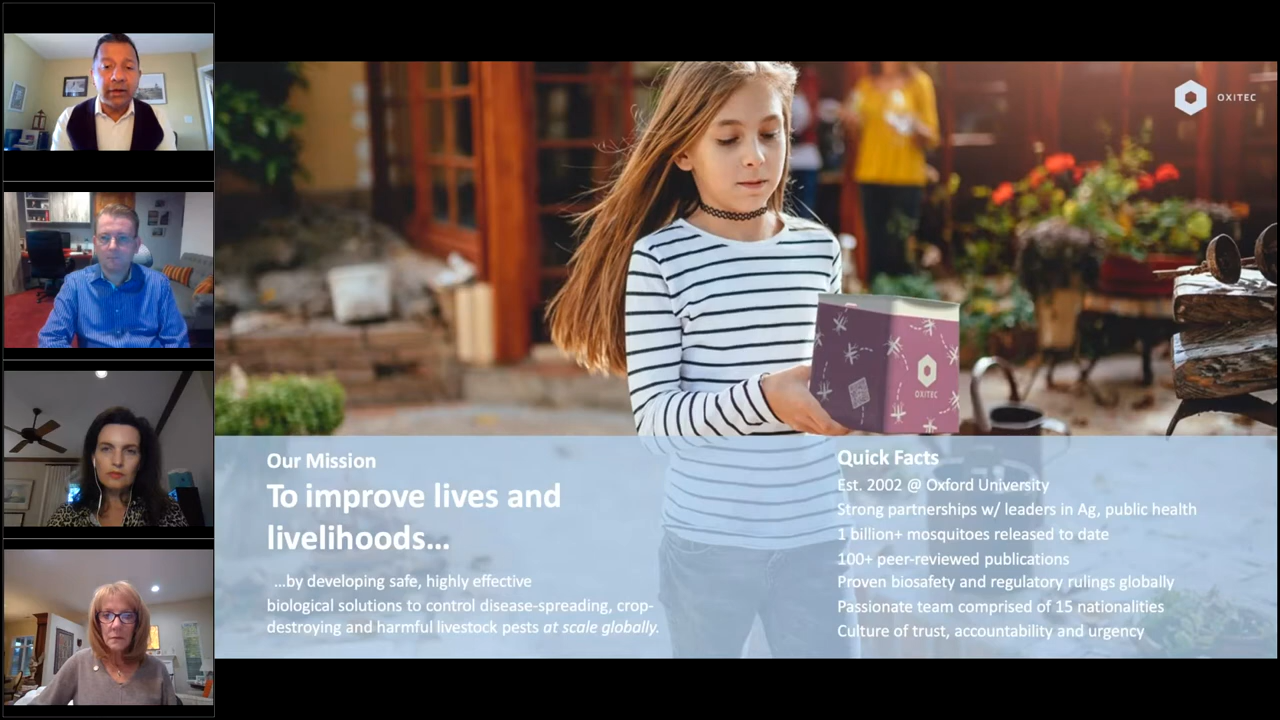 OXITEC
OXITEC
Our Mission
To improve lives and
livelihoods...
...by developing safe, highly effective
biological solutions to control disease-spreading, crop-
destroying and harmful livestock pests at scale globally.
Quick Facts
Est. 2002 @ Oxford University
Strong partnerships w/ leaders in Ag, public health
1 billion+ mosquitoes released to date
100+ peer-reviewed publications
Proven biosafety and regulatory rulings globally
Passionate team comprised of 15 nationalities
Culture of trust, accountability and urgency